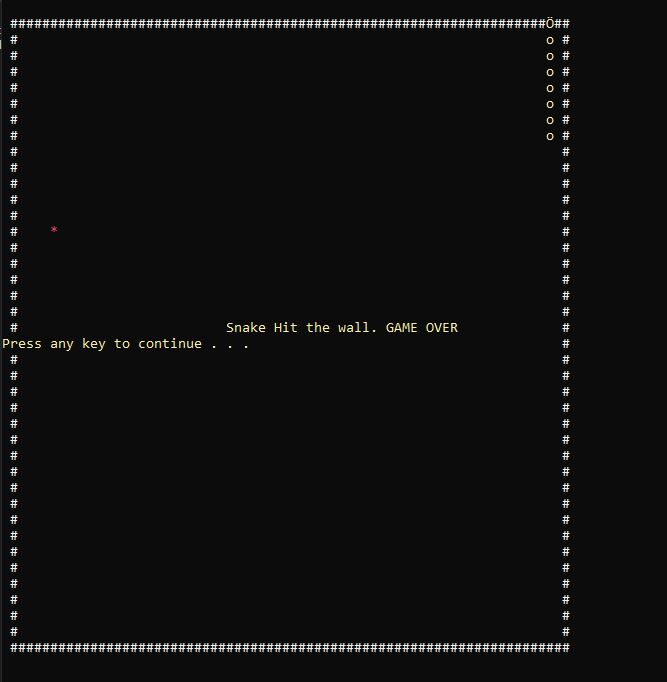 Snake Hit the wall. GAME OVER
Press any key to continue . . .